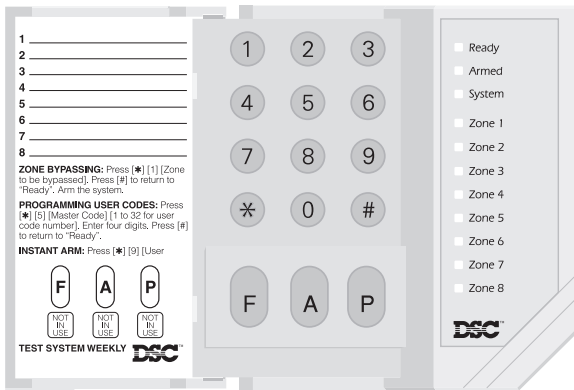 1
2
3
4
5
6
7
8
ZONE BYPASSING: Press [✱] [1] [Zone
to be bypassed]. Press [#] to return to
“Ready”. Arm the system.
PROGRAMMING USER CODES: Press
[✱] [5] [Master Code] [1 to 32 for user
code number]. Enter four digits. Press [#]
to return to “Ready”.
INSTANT ARM: Press [✱] [9] [User
F A P
NOT IN USE NOT IN USE NOT IN USE
TEST SYSTEM WEEKLY DSC™
1 2 3
4 5 6
7 8 9
✱ 0 #
F A P
Ready
Armed
System
Zone 1
Zone 2
Zone 3
Zone 4
Zone 5
Zone 6
Zone 7
Zone 8
DSC™